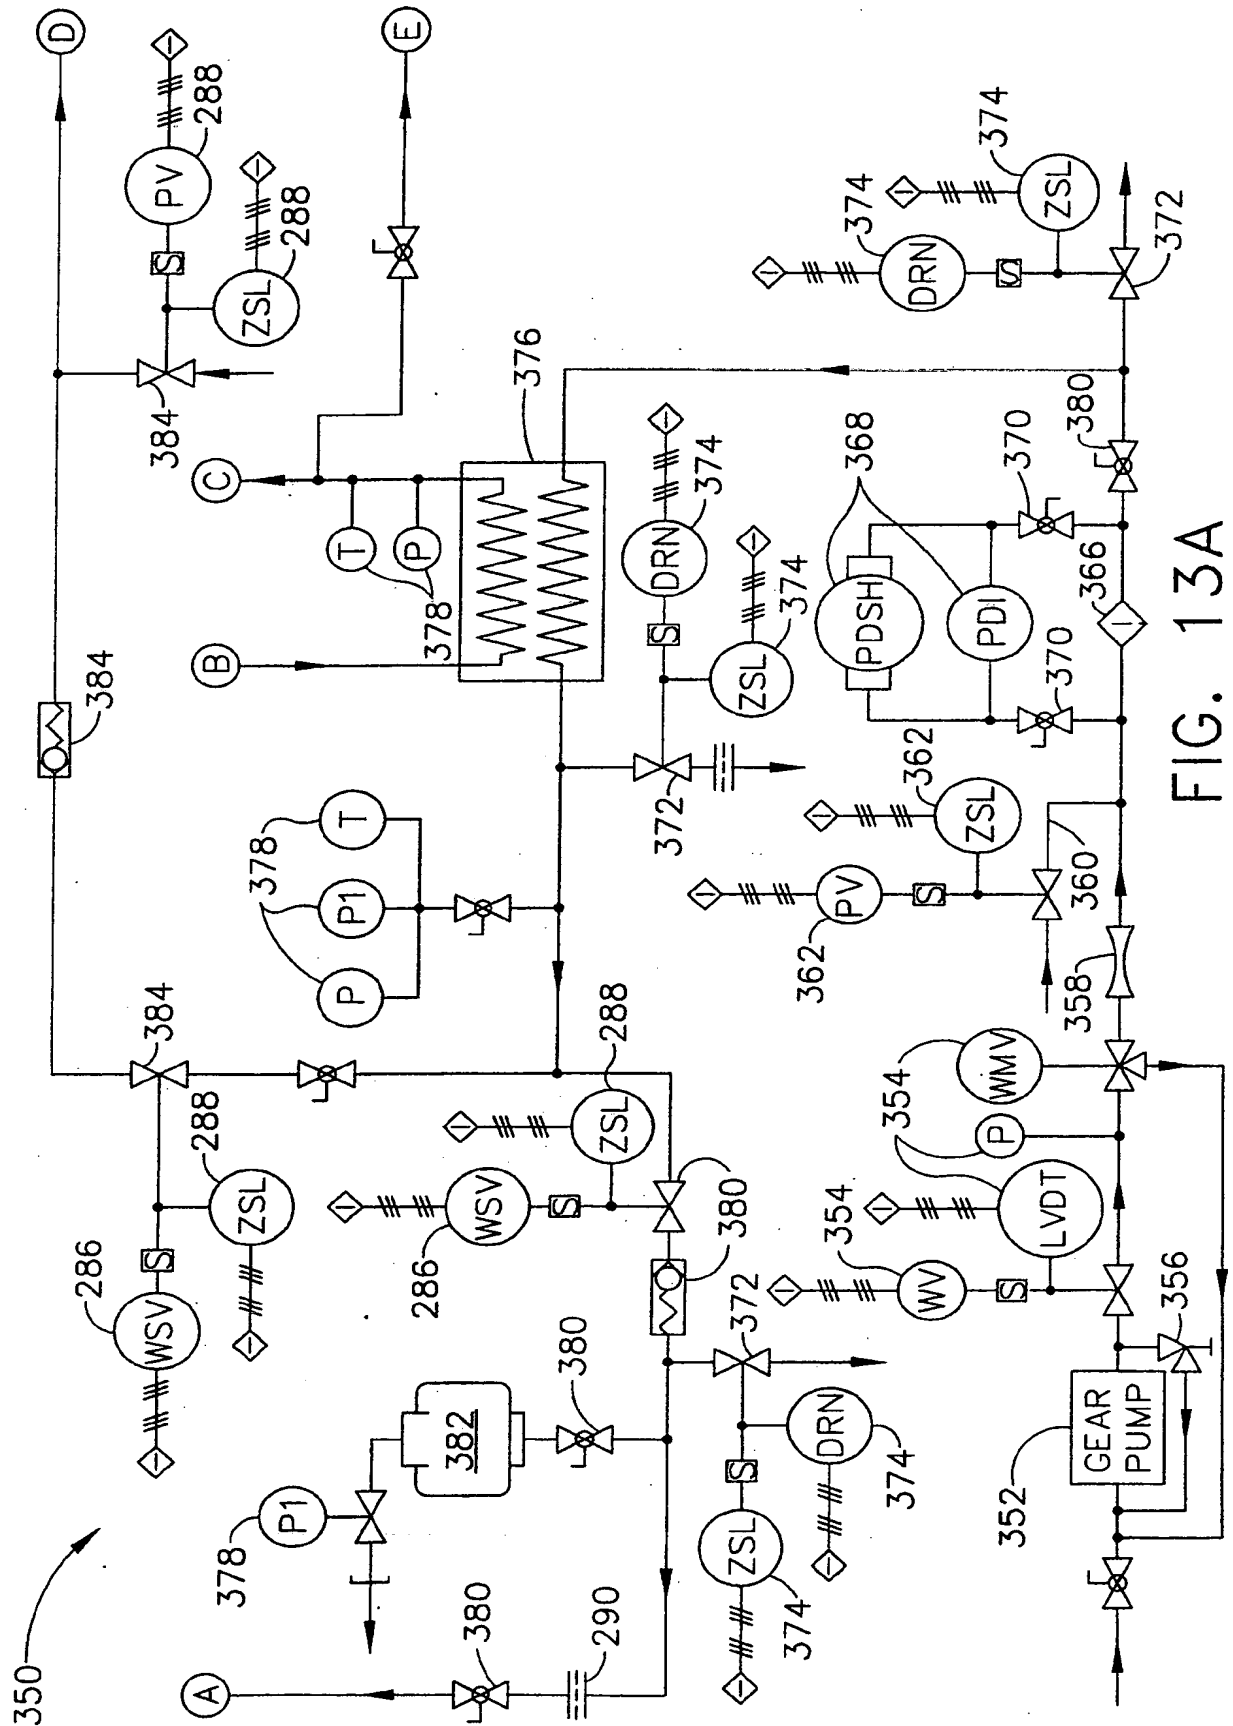 350
D
286
384
WSV
S
384
384
S
PV
A
378
288
B
C
288
ZSL
ZSL
288
P1
378
P
P1
T
T
E
P
378
286
382
380
WSV
376
S
380
ZSL
288
290
S
DRN
374
372
380
372
ZSL
S
ZSL
374
374
DRN
374
354
362
PV
PDSH
368
374
WV
354
362
S
DRN
374
352
S
LVDT
P
WMV
ZSL
PDI
370
S
ZSL
358
360
370
366
380
GEAR
PUMP
356
372
FIG. 13A